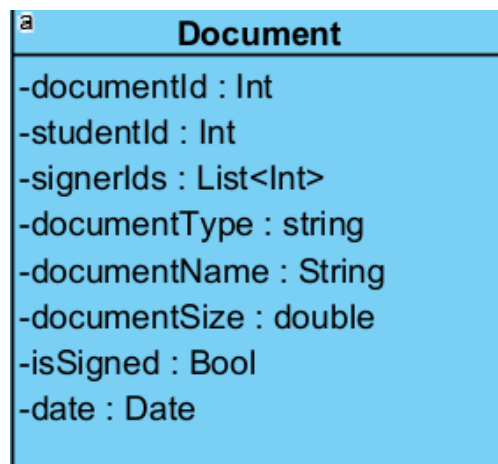 a
Document
-documentId : Int
-studentId : Int
-signerIds : List<Int>
-documentType : string
-documentName : String
-documentSize : double
-isSigned : Bool
-date : Date